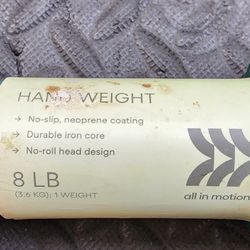 HAND WEIGHT
→ No-slip, neoprene coating
→ Durable iron core
→ No-roll head design
8 LB
(3.6 KG): 1 WEIGHT
all in motion